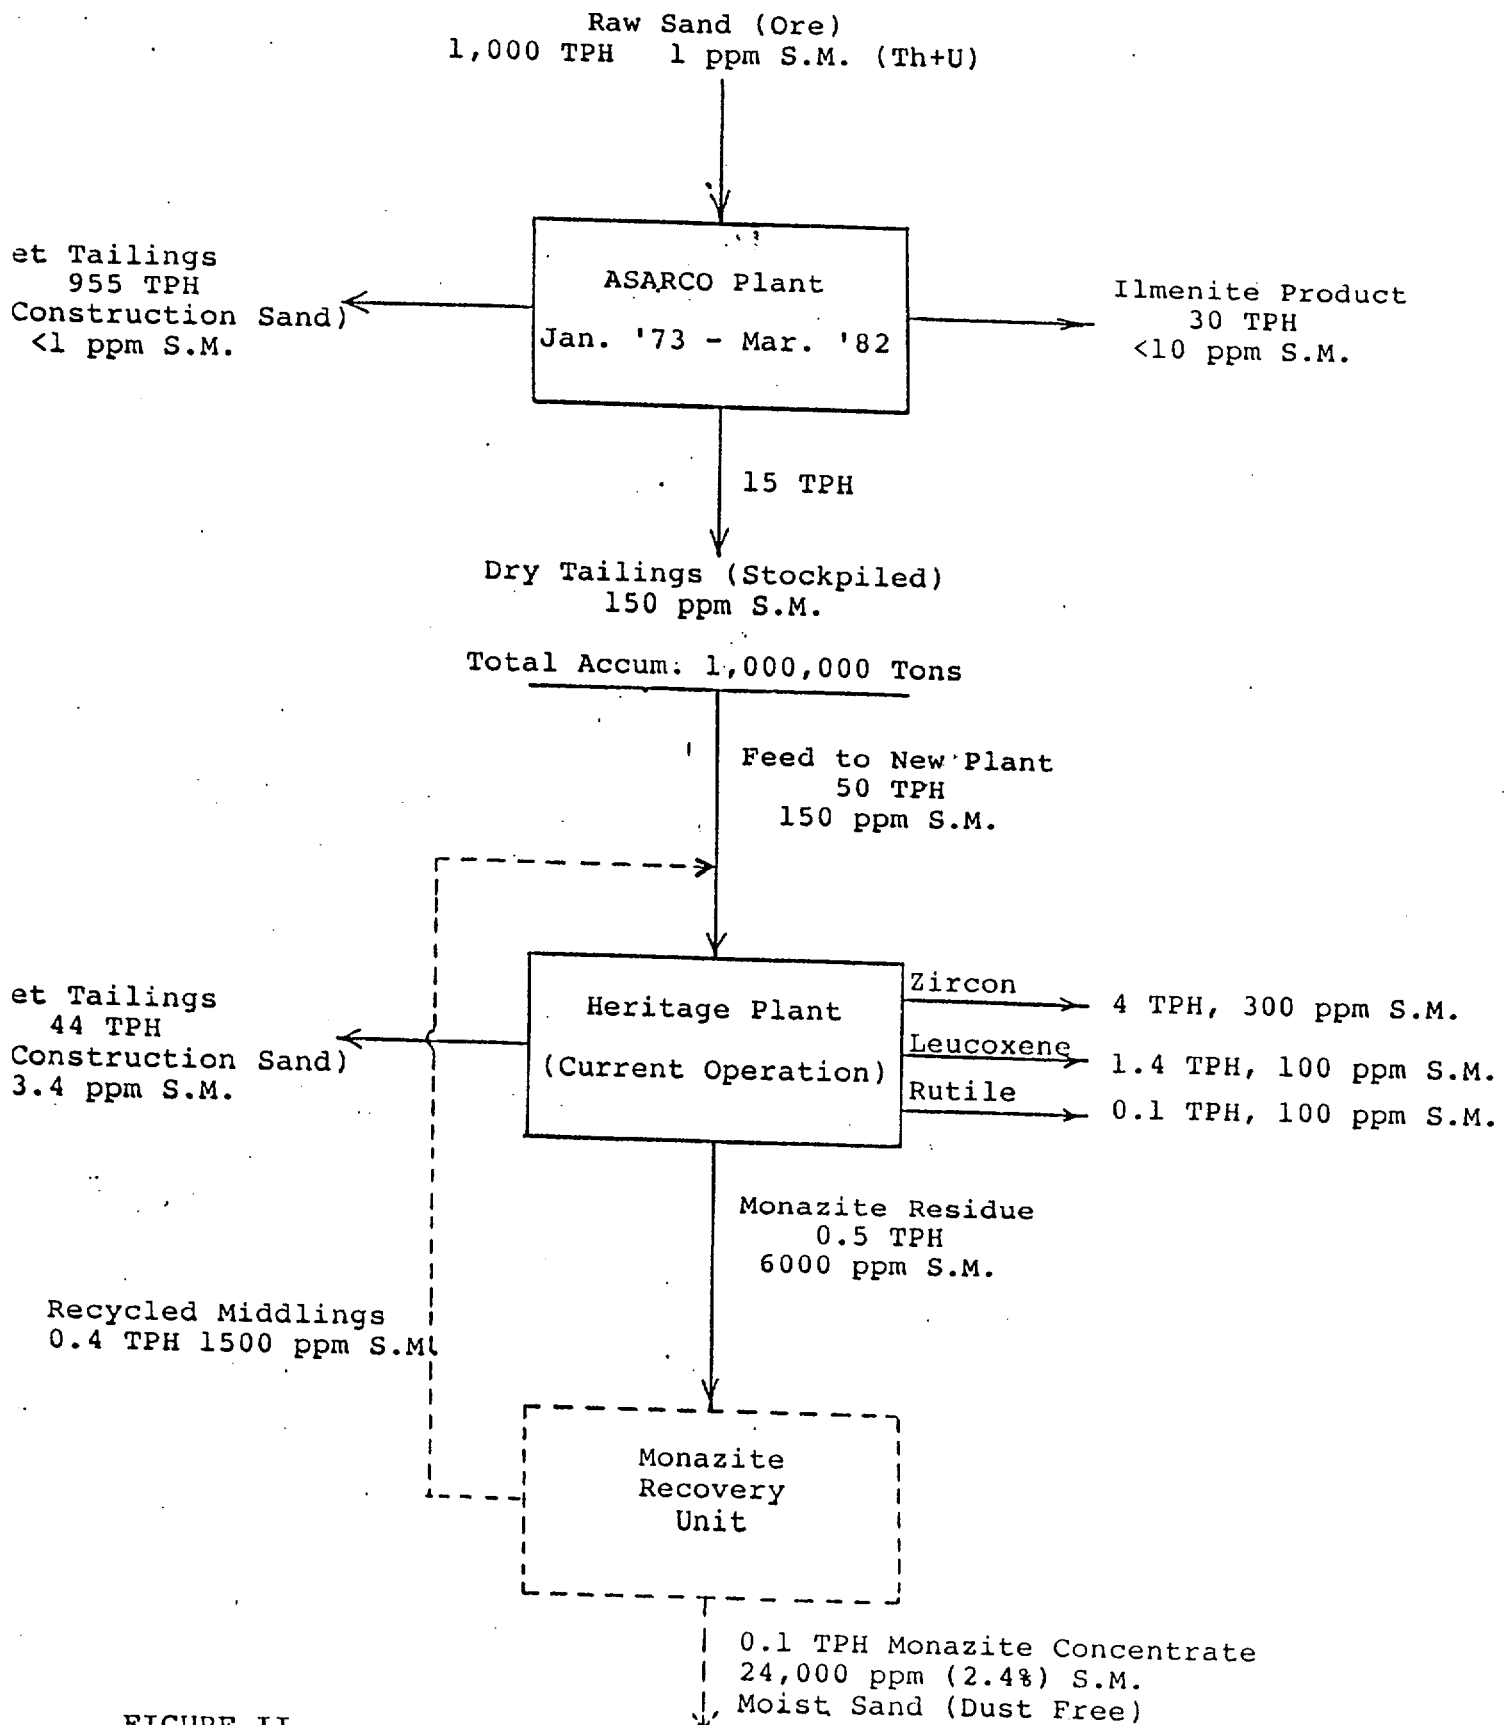 Raw Sand (Ore)
1,000 TPH 1 ppm S.M. (Th+U)
et Tailings
955 TPH
Construction Sand)
<1 ppm S.M.
ASARCO Plant
Jan. '73 - Mar. '82
Ilmenite Product
30 TPH
<10 ppm S.M.
15 TPH
Dry Tailings (Stockpiled)
150 ppm S.M.
Total Accum. 1,000,000 Tons
Feed to New Plant
50 TPH
150 ppm S.M.
et Tailings
44 TPH
Construction Sand)
3.4 ppm S.M.
Heritage Plant
(Current Operation)
Zircon
4 TPH, 300 ppm S.M.
Leucoxene
1.4 TPH, 100 ppm S.M.
Rutile
0.1 TPH, 100 ppm S.M.
Monazite Residue
0.5 TPH
6000 ppm S.M.
Recycled Middlings
0.4 TPH 1500 ppm S.M.
Monazite
Recovery
Unit
0.1 TPH Monazite Concentrate
24,000 ppm (2.4%) S.M.
Moist Sand (Dust Free)
FIGURE II